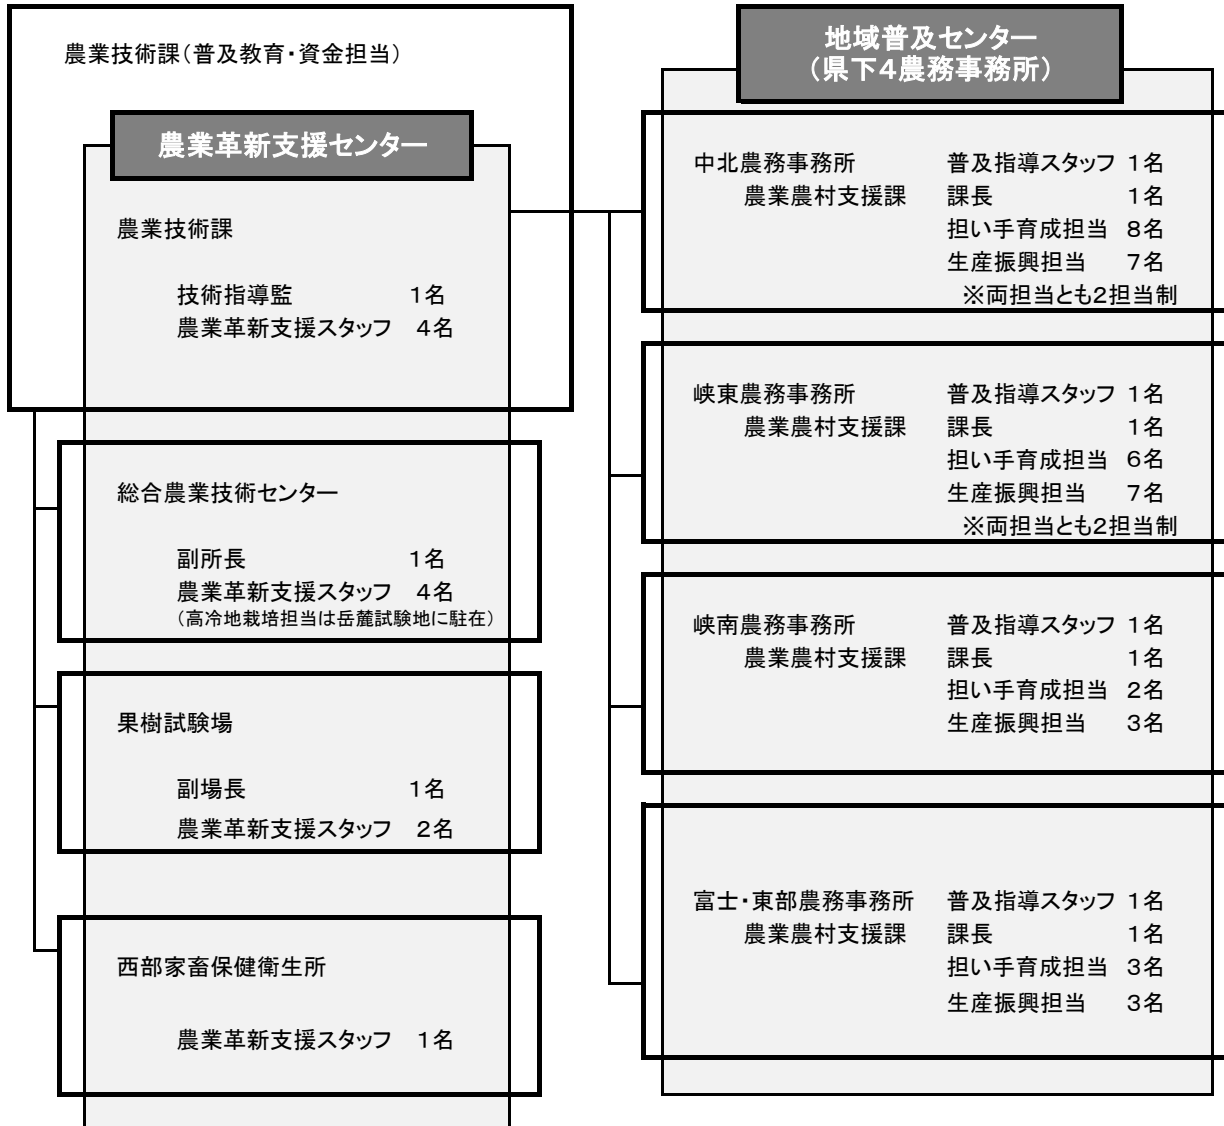 農業技術課（普及教育・資金担当）
農業革新支援センター
農業技術課
技術指導監 1名
農業革新支援スタッフ 4名
総合農業技術センター
副所長 1名
農業革新支援スタッフ 4名
（高冷地栽培担当は岳麓試験地に駐在）
果樹試験場
副場長 1名
農業革新支援スタッフ 2名
西部家畜保健衛生所
農業革新支援スタッフ 1名
地域普及センター
（県下4農務事務所）
中北農務事務所 普及指導スタッフ 1名
農業農村支援課 課長 1名
担い手育成担当 8名
生産振興担当 7名
※両担当とも2担当制
峡東農務事務所 普及指導スタッフ 1名
農業農村支援課 課長 1名
担い手育成担当 6名
生産振興担当 7名
※両担当とも2担当制
峡南農務事務所 普及指導スタッフ 1名
農業農村支援課 課長 1名
担い手育成担当 2名
生産振興担当 3名
富士・東部農務事務所 普及指導スタッフ 1名
農業農村支援課 課長 1名
担い手育成担当 3名
生産振興担当 3名